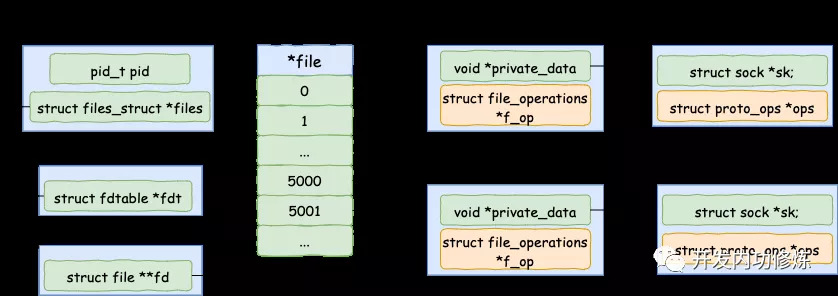 pid_t pid
struct files_struct *files
struct fdtable *fdt
struct file **fd
*file
0
1
...
5000
5001
...
void *private_data
struct file_operations
*f_op
struct sock *sk;
struct proto_ops *ops
void *private_data
struct file_operations
*f_op
struct sock *sk;
struct proto_ops *ops
开发内功修炼